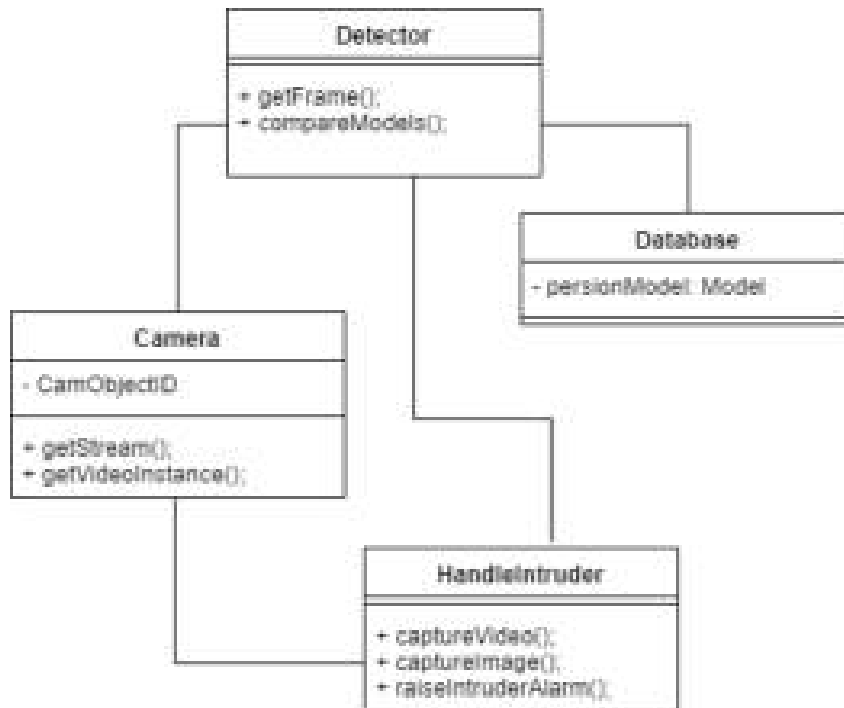 Detector
+ getFrame();
+ compareModels();
Database
- persionModel: Model
Camera
- CamObjectID
+ getStream();
+ getVideoInstance();
HandleIntruder
+ captureVideo();
+ captureImage();
+ raiseIntruderAlarm();